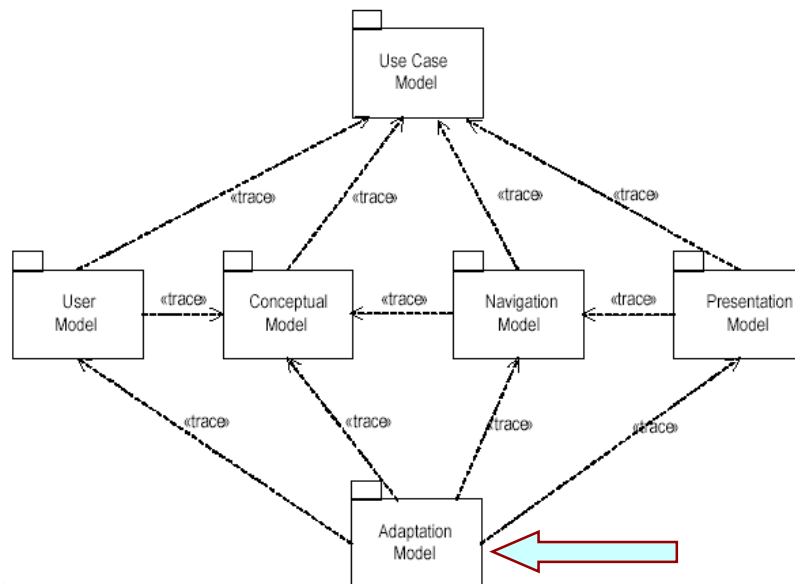 Use Case
Model
«trace»
«trace»
«trace»
«trace»
User
Model
«trace»
Conceptual
Model
«trace»
Navigation
Model
«trace»
Presentation
Model
«trace»
«trace»
«trace»
«trace»
Adaptation
Model